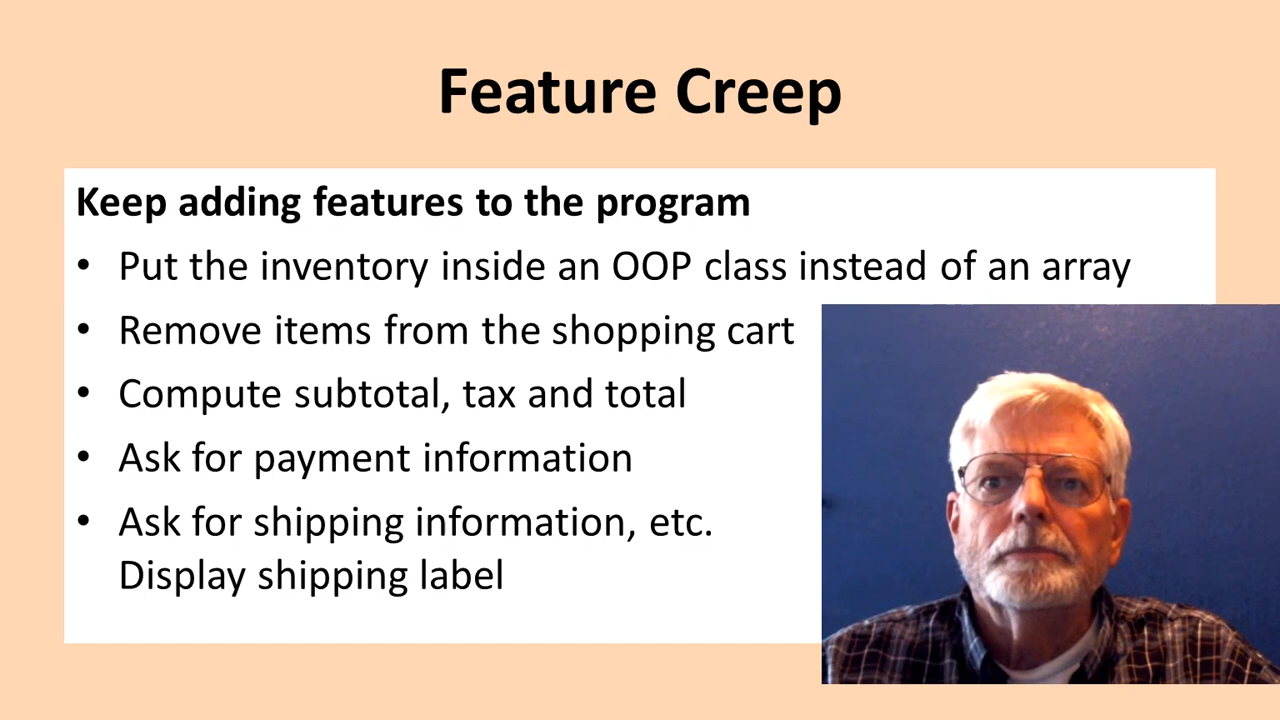 Feature Creep
Keep adding features to the program
• Put the inventory inside an OOP class instead of an array
• Remove items from the shopping cart
• Compute subtotal, tax and total
• Ask for payment information
• Ask for shipping information, etc.
Display shipping label